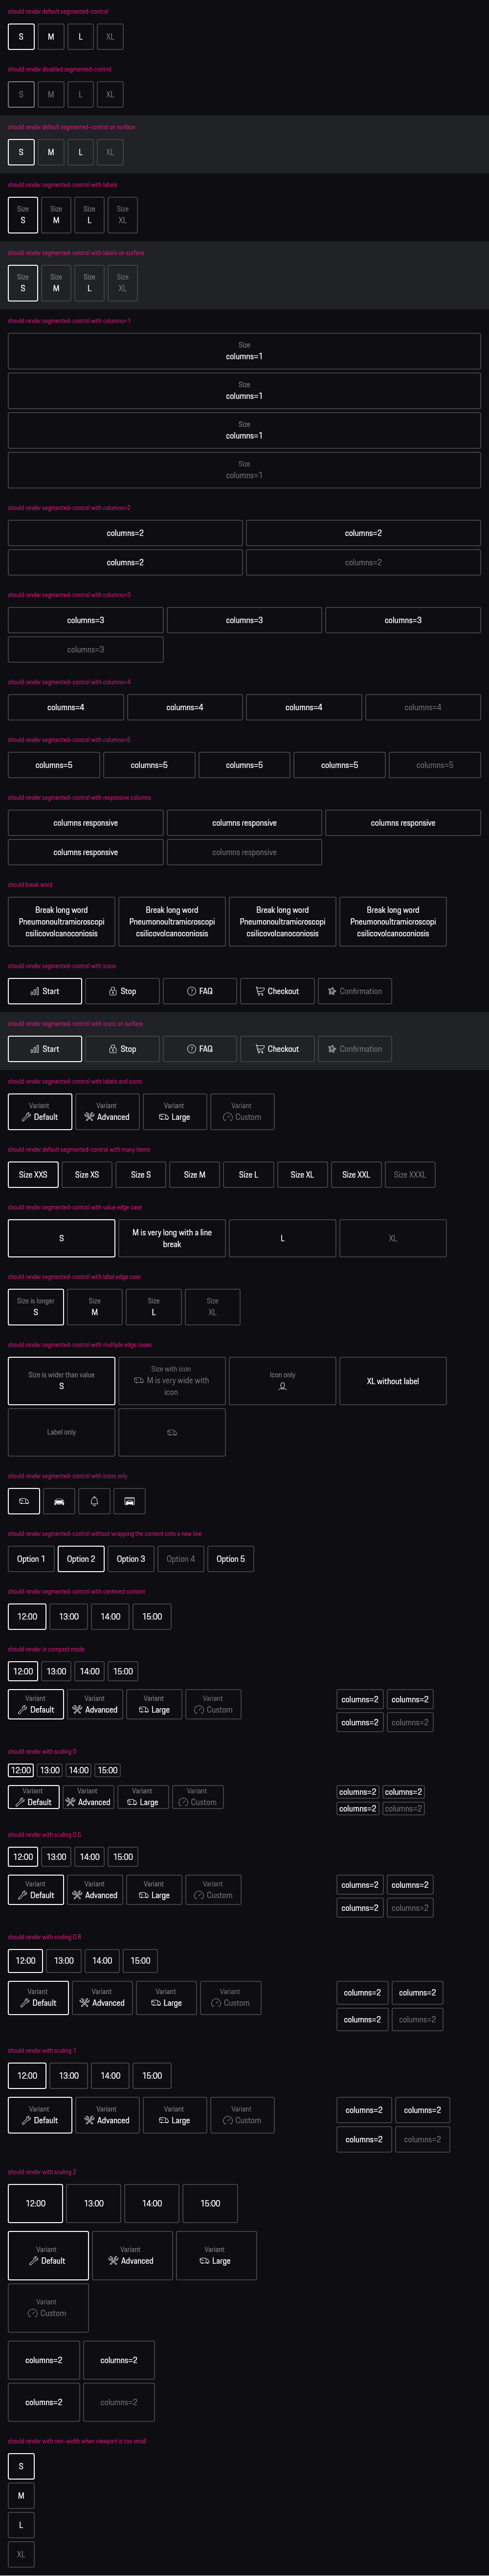 should render default segmented-control
S M L XL
should render disabled segmented-control
S M L XL
should render default segmented-control on surface
S M L XL
should render segmented-control with labels
Size Size Size Size
S M L XL
should render segmented-control with labels on surface
Size Size Size Size
S M L XL
should render segmented-control with columns=1
Size
columns=1
Size
columns=1
Size
columns=1
Size
columns=1
should render segmented-control with columns=2
columns=2 columns=2
columns=2 columns=2
should render segmented-control with columns=3
columns=3 columns=3 columns=3
columns=3
should render segmented-control with columns=4
columns=4 columns=4 columns=4 columns=4
should render segmented-control with columns=5
columns=5 columns=5 columns=5 columns=5 columns=5
should render segmented-control with responsive columns
columns responsive columns responsive columns responsive
columns responsive columns responsive
should break word
Break long word Break long word Break long word Break long word
Pneumonoultramicroscopi Pneumonoultramicroscopi Pneumonoultramicroscopi Pneumonoultramicroscopi
csilicovolcanoconiosis csilicovolcanoconiosis csilicovolcanoconiosis csilicovolcanoconiosis
should render segmented-control with icons
Start Stop FAQ Checkout Confirmation
should render segmented-control with icons on surface
Start Stop FAQ Checkout Confirmation
should render segmented-control with labels and icons
Variant Variant Variant Variant
Default Advanced Large Custom
should render default segmented-control with many items
Size XXS Size XS Size S Size M Size L Size XL Size XXL Size XXXL
should render segmented-control with value edge case
S M is very long with a line L XL
break
should render segmented-control with label edge case
Size is longer Size Size Size
S M L XL
should render segmented-control with multiple edge cases
Size is wider than value Size with icon Icon only XL without label
S M is very wide with
icon
Label only
should render segmented-control with icons only
should render segmented-control without wrapping the content onto a new line
Option 1 Option 2 Option 3 Option 4 Option 5
should render segmented-control with centered content
12:00 13:00 14:00 15:00
should render in compact mode
12:00 13:00 14:00 15:00
Variant Variant Variant Variant
Default Advanced Large Custom
columns=2 columns=2
columns=2 columns=2
should render with scaling 0
12:00 13:00 14:00 15:00
Variant Variant Variant Variant
Default Advanced Large Custom
columns=2 columns=2
columns=2 columns=2
should render with scaling 0.5
12:00 13:00 14:00 15:00
Variant Variant Variant Variant
Default Advanced Large Custom
columns=2 columns=2
columns=2 columns=2
should render with scaling 0.8
12:00 13:00 14:00 15:00
Variant Variant Variant Variant
Default Advanced Large Custom
columns=2 columns=2
columns=2 columns=2
should render with scaling 1
12:00 13:00 14:00 15:00
Variant Variant Variant Variant
Default Advanced Large Custom
columns=2 columns=2
columns=2 columns=2
should render with scaling 2
12:00 13:00 14:00 15:00
Variant Variant Variant
Default Advanced Large
Variant
Custom
columns=2 columns=2
columns=2 columns=2
should render with min-width when viewport is too small
S
M
L
XL